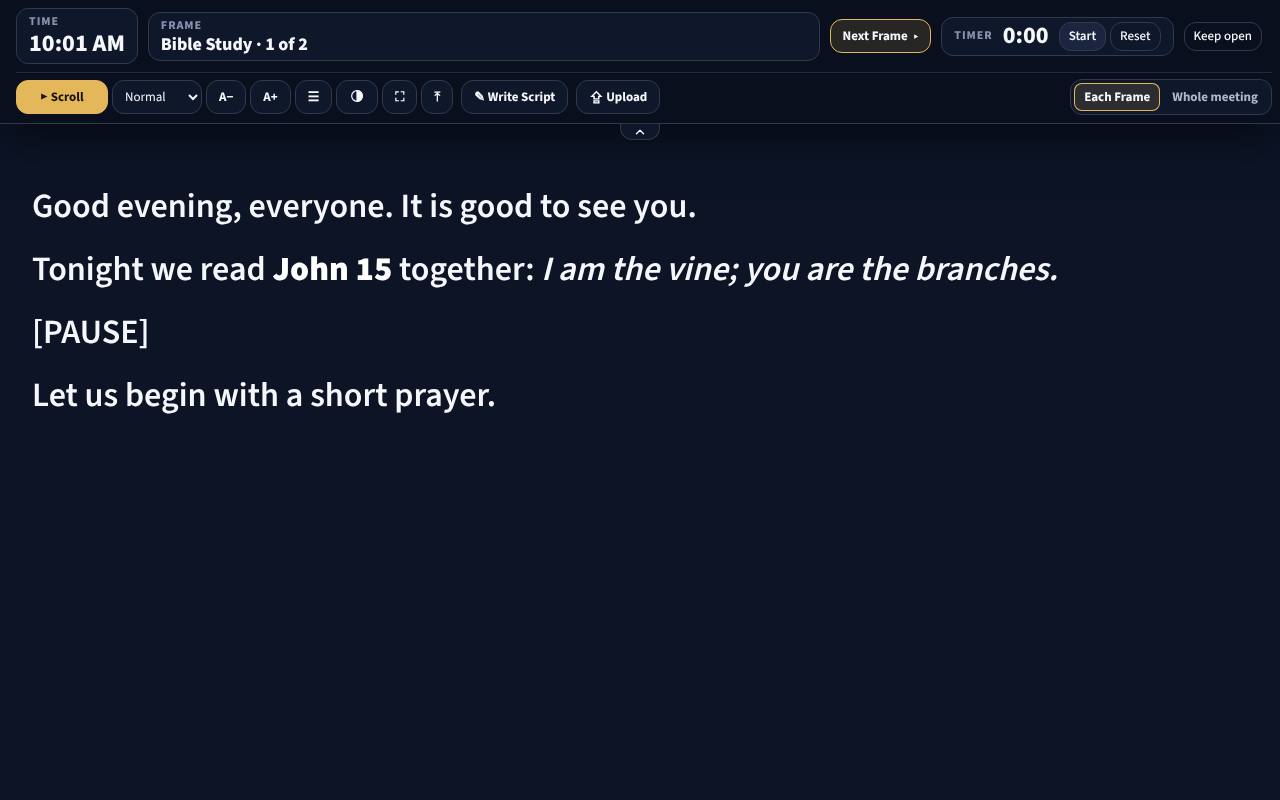 TIME
10:01 AM
FRAME
Bible Study · 1 of 2
Next Frame ▸
TIMER 0:00 Start Reset
Keep open
▸ Scroll
Normal
A−
A+
☰
✎ Write Script
Upload
Each Frame
Whole meeting
Good evening, everyone. It is good to see you.
Tonight we read John 15 together: I am the vine; you are the branches.
[PAUSE]
Let us begin with a short prayer.